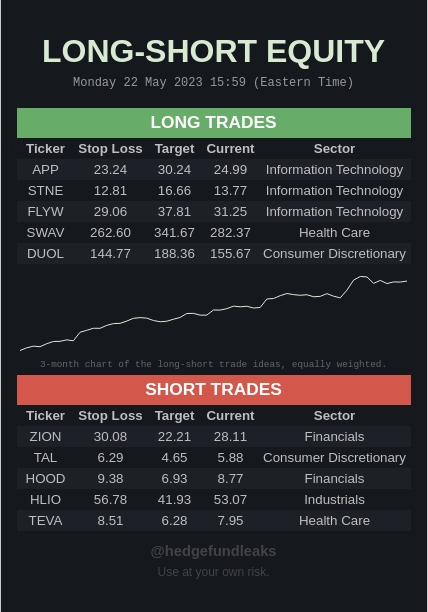 LONG-SHORT EQUITY
Monday 22 May 2023 15:59 (Eastern Time)
LONG TRADES
Ticker Stop Loss Target Current Sector
APP 23.24 30.24 24.99 Information Technology
STNE 12.81 16.66 13.77 Information Technology
FLYW 29.06 37.81 31.25 Information Technology
SWAV 262.60 341.67 282.37 Health Care
DUOL 144.77 188.36 155.67 Consumer Discretionary
3-month chart of the long-short trade ideas, equally weighted.
SHORT TRADES
Ticker Stop Loss Target Current Sector
ZION 30.08 22.21 28.11 Financials
TAL 6.29 4.65 5.88 Consumer Discretionary
HOOD 9.38 6.93 8.77 Financials
HLIO 56.78 41.93 53.07 Industrials
TEVA 8.51 6.28 7.95 Health Care
@hedgefundleaks
Use at your own risk.